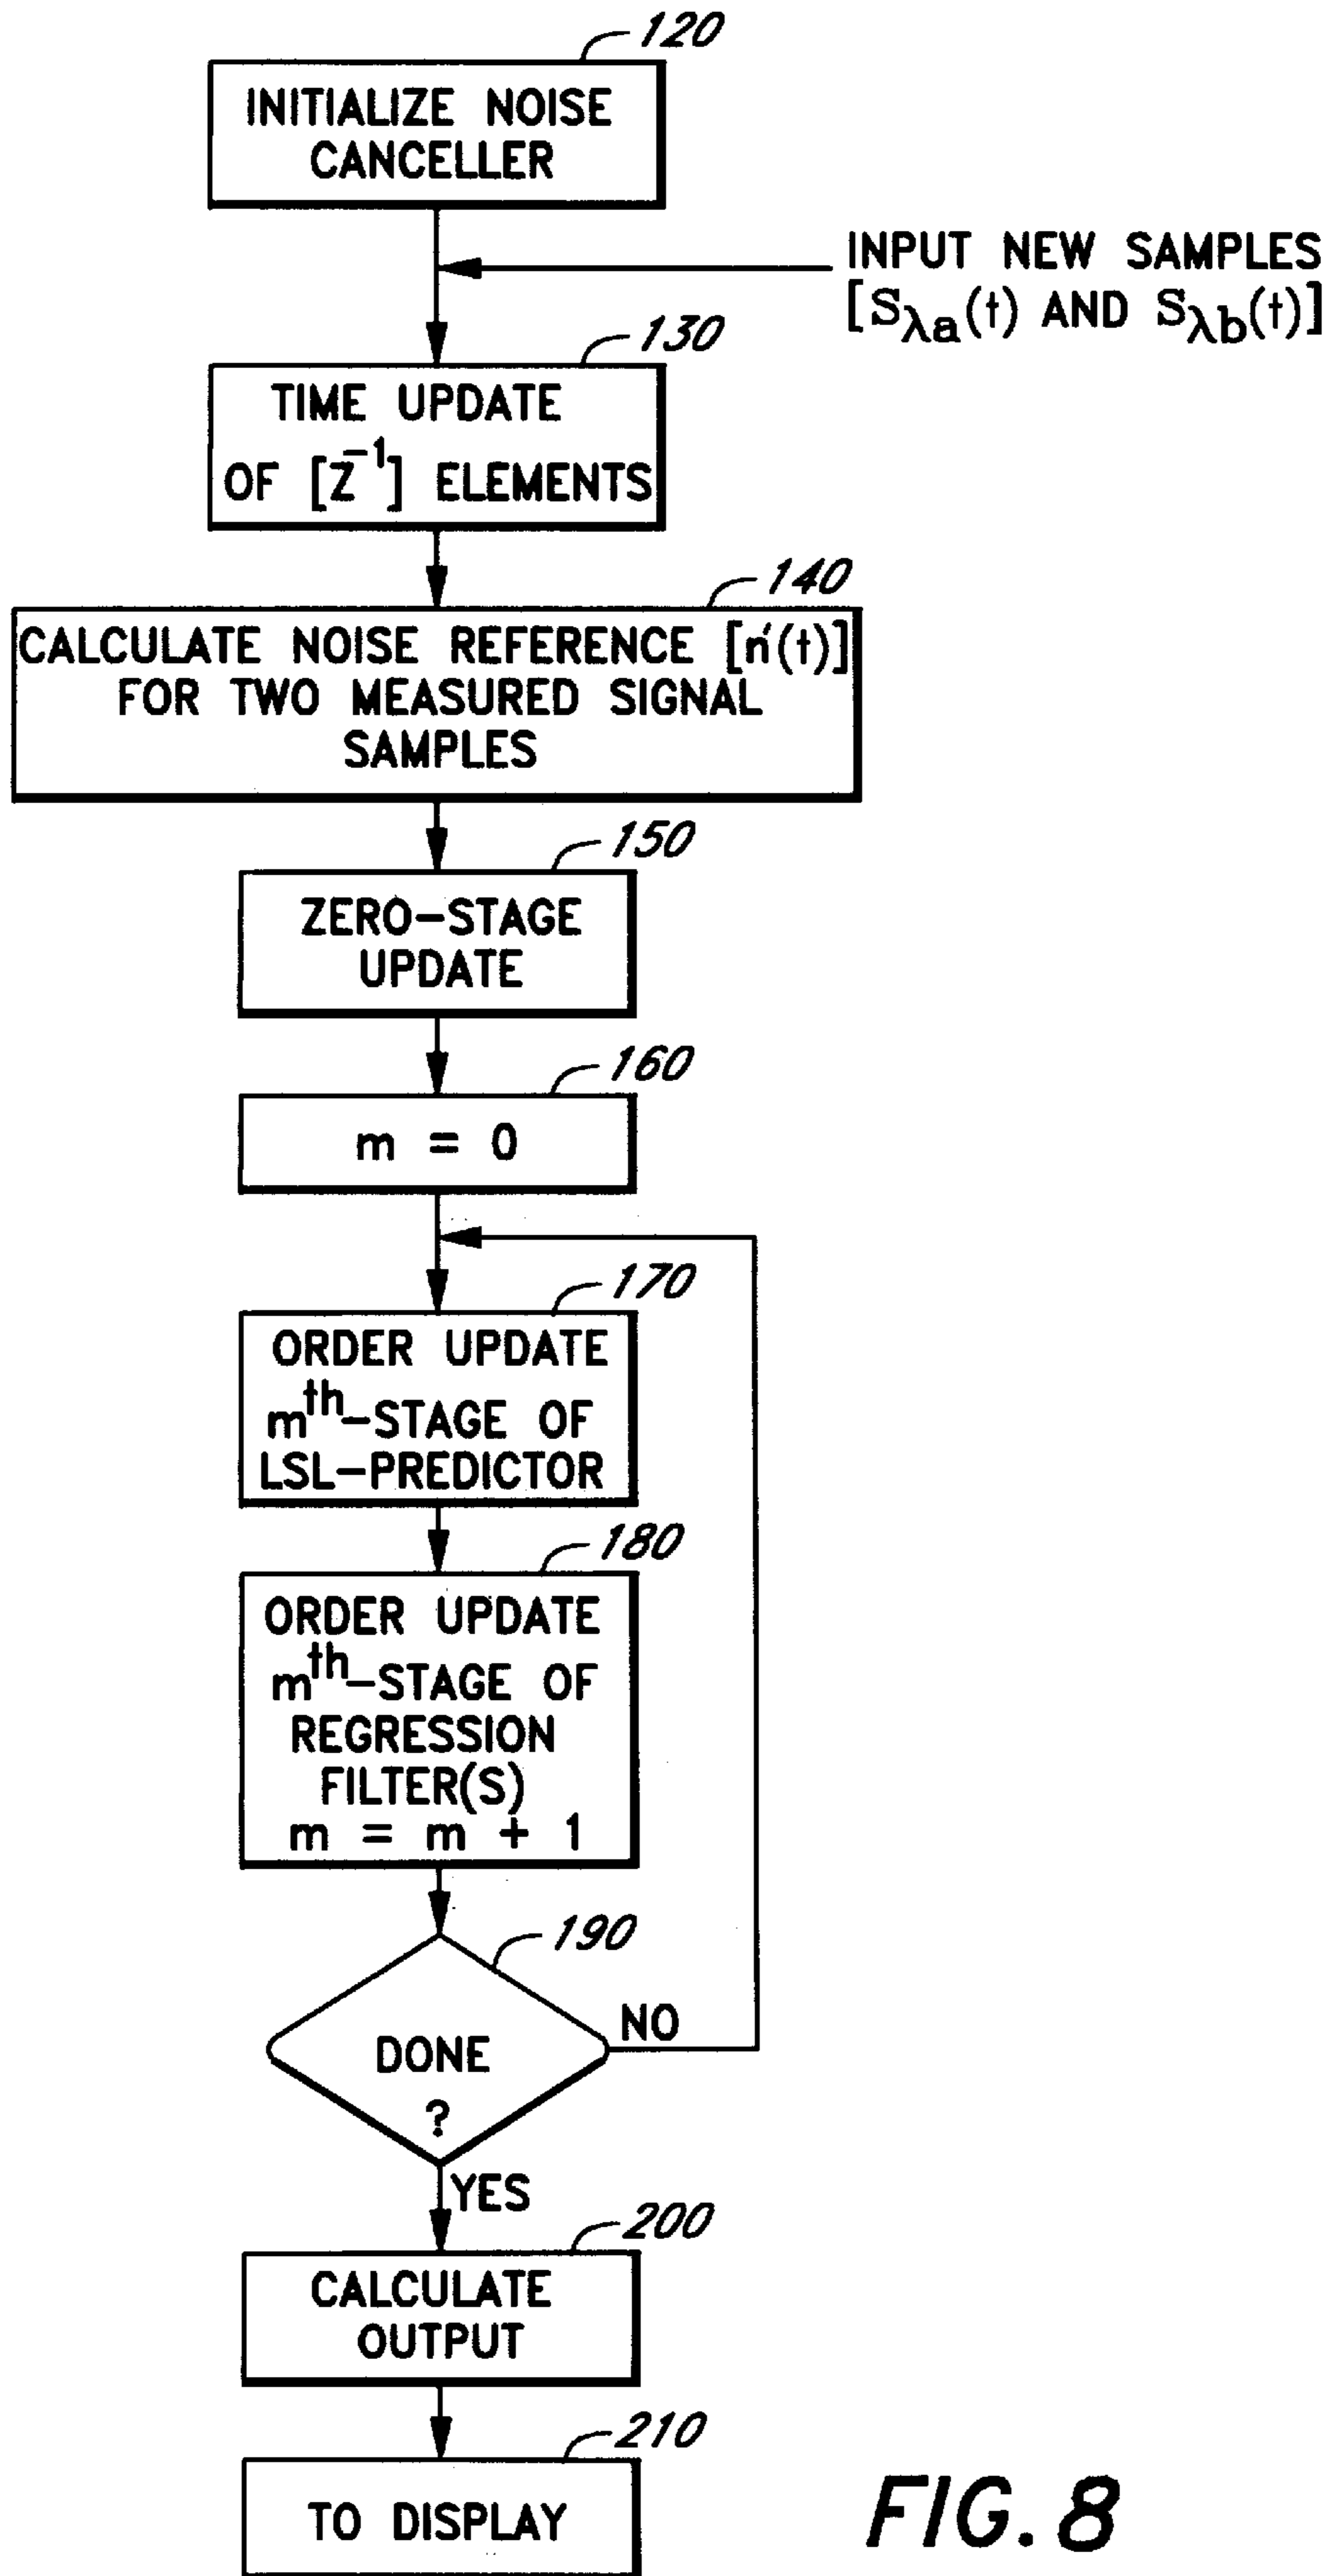 120
INITIALIZE NOISE
CANCELLER
INPUT NEW SAMPLES
[Sλa(t) AND Sλb(t)]
130
TIME UPDATE
OF [Z⁻¹] ELEMENTS
140
CALCULATE NOISE REFERENCE [n'(t)]
FOR TWO MEASURED SIGNAL
SAMPLES
150
ZERO-STAGE
UPDATE
160
m = 0
170
ORDER UPDATE
mth-STAGE OF
LSL-PREDICTOR
180
ORDER UPDATE
mth-STAGE OF
REGRESSION
FILTER(S)
m = m + 1
190
NO
DONE
?
YES
200
CALCULATE
OUTPUT
210
TO DISPLAY
FIG. 8